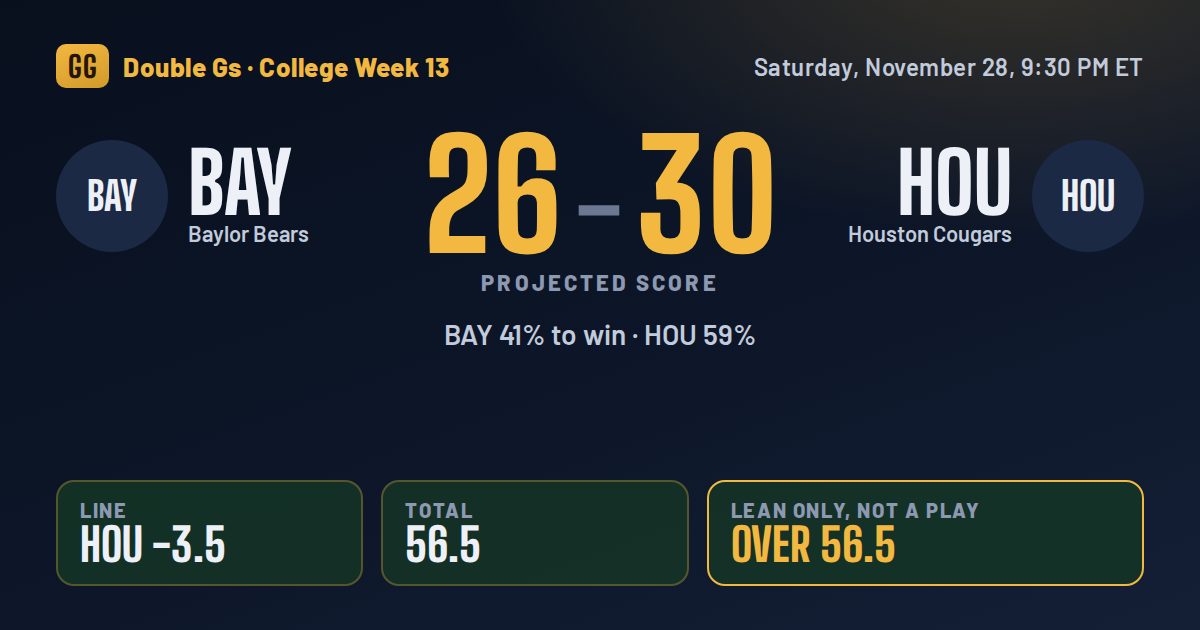 GG Double Gs · College Week 13
Saturday, November 28, 9:30 PM ET
BAY
BAY
Baylor Bears
26 – 30
PROJECTED SCORE
BAY 41% to win · HOU 59%
HOU
Houston Cougars
HOU
LINE
HOU −3.5
TOTAL
56.5
LEAN ONLY, NOT A PLAY
OVER 56.5